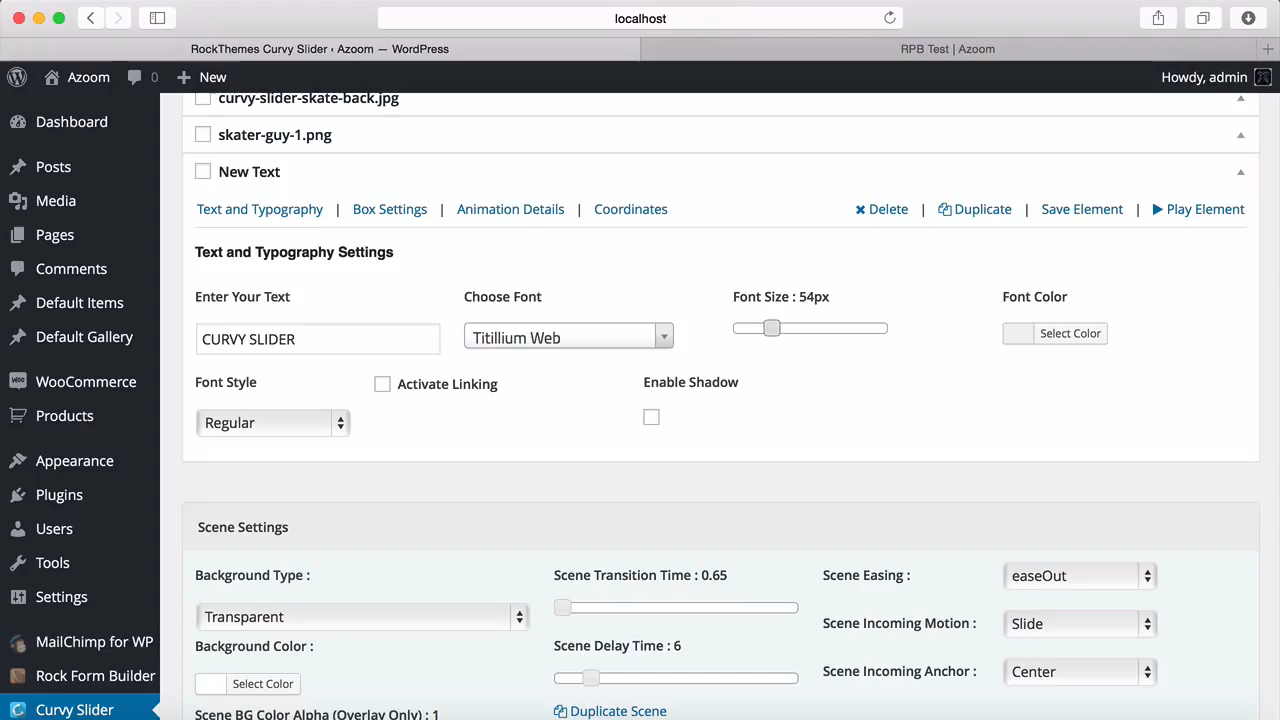 localhost
RockThemes Curvy Slider ‹ Azoom — WordPress
RPB Test | Azoom
Azoom 0 New Howdy, admin
Dashboard
Posts
Media
Pages
Comments
Default Items
Default Gallery
WooCommerce
Products
Appearance
Plugins
Users
Tools
Settings
MailChimp for WP
Rock Form Builder
Curvy Slider
curvy-slider-skate-back.jpg
skater-guy-1.png
New Text
Text and Typography | Box Settings | Animation Details | Coordinates Delete | Duplicate | Save Element | Play Element
Text and Typography Settings
Enter Your Text Choose Font Font Size : 54px Font Color
CURVY SLIDER Titillium Web Select Color
Font Style Activate Linking Enable Shadow
Regular
Scene Settings
Background Type : Scene Transition Time : 0.65 Scene Easing : easeOut
Transparent Scene Incoming Motion : Slide
Background Color : Scene Delay Time : 6
Select Color Scene Incoming Anchor : Center
Scene BG Color Alpha (Overlay Only) : 1 Duplicate Scene